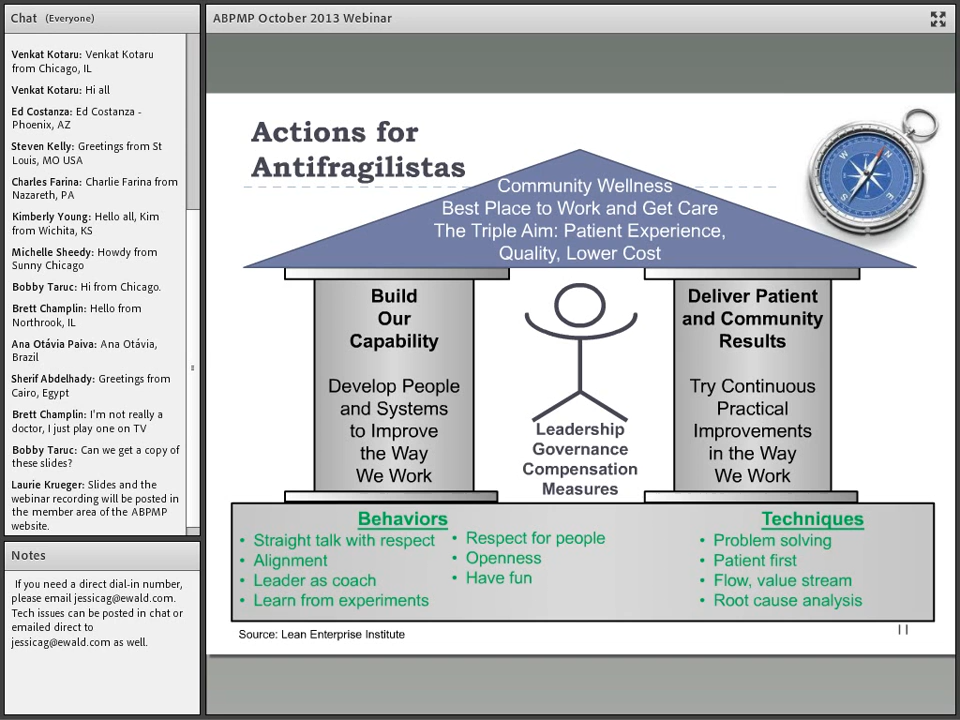 Chat (Everyone)
Venkat Kotaru: Venkat Kotaru
from Chicago, IL
Venkat Kotaru: Hi all
Ed Costanza: Ed Costanza -
Phoenix, AZ
Steven Kelly: Greetings from St
Louis, MO USA
Charles Farina: Charlie Farina from
Nazareth, PA
Kimberly Young: Hello all, Kim
from Wichita, KS
Michelle Sheedy: Howdy from
Sunny Chicago
Bobby Taruc: Hi from Chicago.
Brett Champlin: Hello from
Northrook, IL
Ana Otávia Paiva: Ana Otávia,
Brazil
Sherif Abdelhady: Greetings from
Cairo, Egypt
Brett Champlin: I'm not really a
doctor, I just play one on TV
Bobby Taruc: Can we get a copy of
these slides?
Laurie Krueger: Slides and the
webinar recording will be posted in
the member area of the ABPMP
website.
Notes
If you need a direct dial-in number,
please email jessicag@ewald.com.
Tech issues can be posted in chat or
emailed direct to
jessicag@ewald.com as well.
ABPMP October 2013 Webinar
Actions for
Antifragilistas
N
E
S
W
Community Wellness
Best Place to Work and Get Care
The Triple Aim: Patient Experience,
Quality, Lower Cost
Build
Our
Capability
Develop People
and Systems
to Improve
the Way
We Work
Leadership
Governance
Compensation
Measures
Deliver Patient
and Community
Results
Try Continuous
Practical
Improvements
in the Way
We Work
Behaviors
• Straight talk with respect
• Alignment
• Leader as coach
• Learn from experiments
• Respect for people
• Openness
• Have fun
Techniques
• Problem solving
• Patient first
• Flow, value stream
• Root cause analysis
Source: Lean Enterprise Institute
11